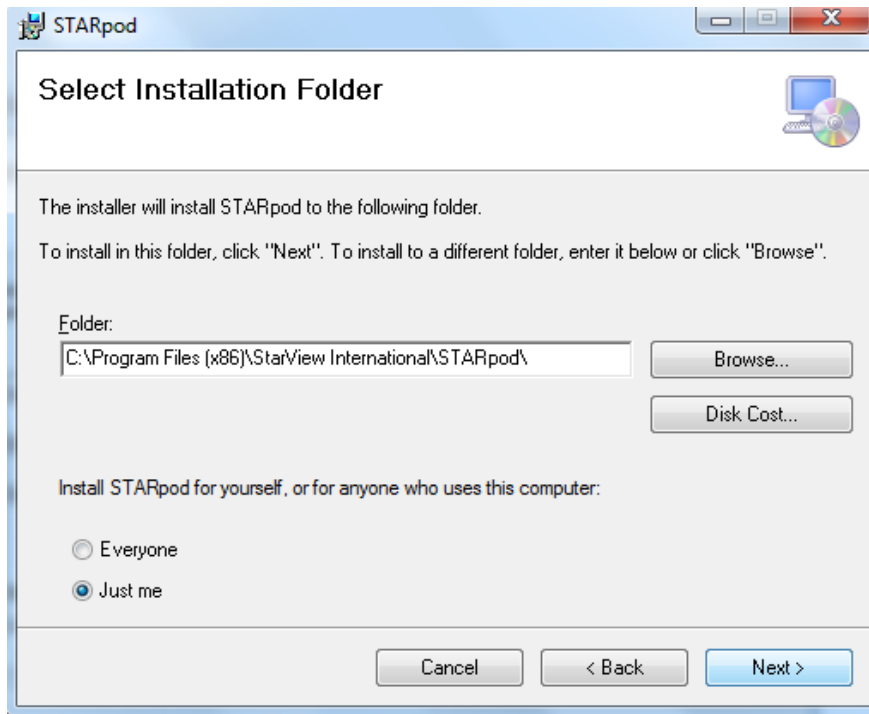 STARpod
Select Installation Folder
The installer will install STARpod to the following folder.
To install in this folder, click "Next". To install to a different folder, enter it below or click "Browse".
Folder:
C:\Program Files (x86)\StarView International\STARpod\
Browse...
Disk Cost...
Install STARpod for yourself, or for anyone who uses this computer:
Everyone
Just me
Cancel
< Back
Next >